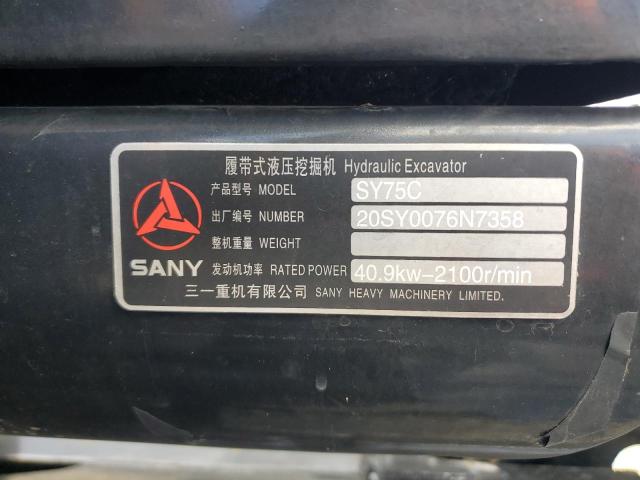 履带式液压挖掘机 Hydraulic Excavator
产品型号 MODEL SY75C
出厂编号 NUMBER 20SY0076N7358
整机重量 WEIGHT
发动机功率 RATED POWER 40.9kw-2100r/min
SANY
三一重机有限公司 SANY HEAVY MACHINERY LIMITED.